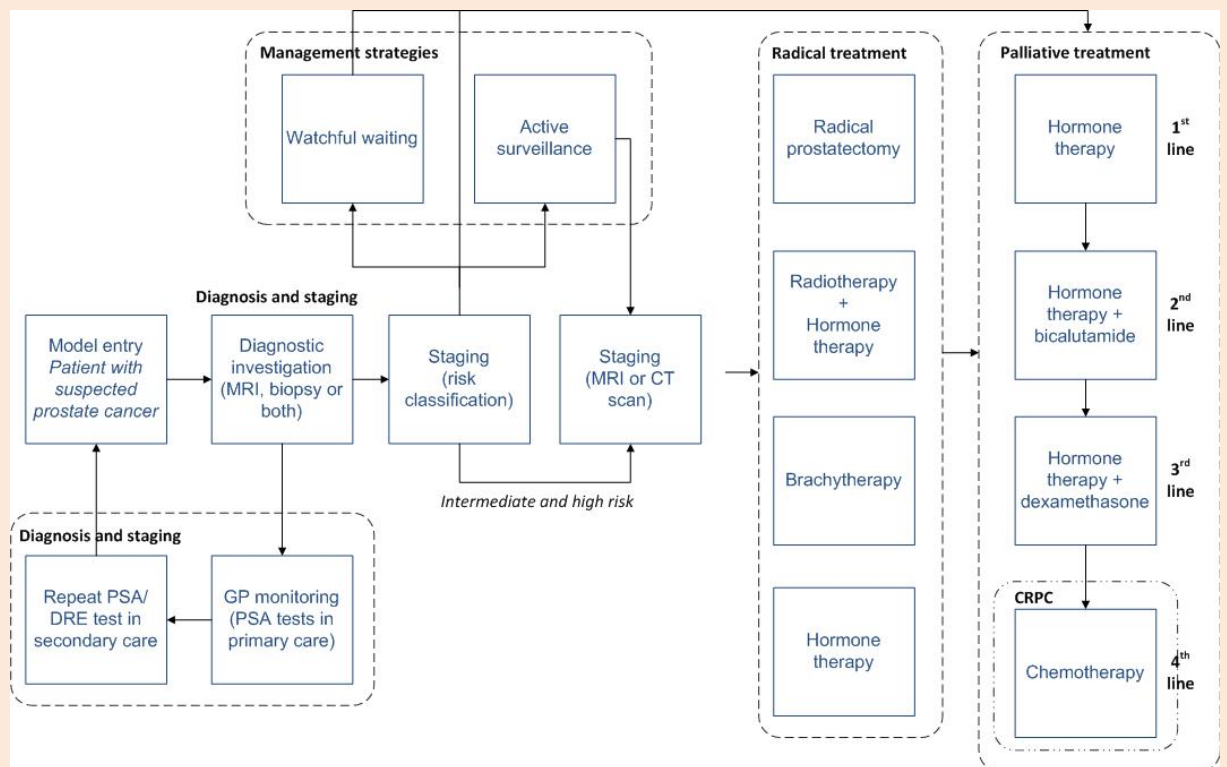 Management strategies
Watchful waiting
Active
surveillance
Diagnosis and staging
Model entry
Patient with
suspected
prostate cancer
Diagnostic
investigation
(MRI, biopsy or
both)
Staging
(risk
classification)
Staging
(MRI or CT
scan)
Intermediate and high risk
Diagnosis and staging
Repeat PSA/
DRE test in
secondary care
GP monitoring
(PSA tests in
primary care)
Radical treatment
Radical
prostatectomy
Radiotherapy
+
Hormone
therapy
Brachytherapy
Hormone
therapy
Palliative treatment
Hormone
therapy
1st
line
Hormone
therapy +
bicalutamide
2nd
line
Hormone
therapy +
dexamethasone
3rd
line
CRPC
Chemotherapy
4th
line